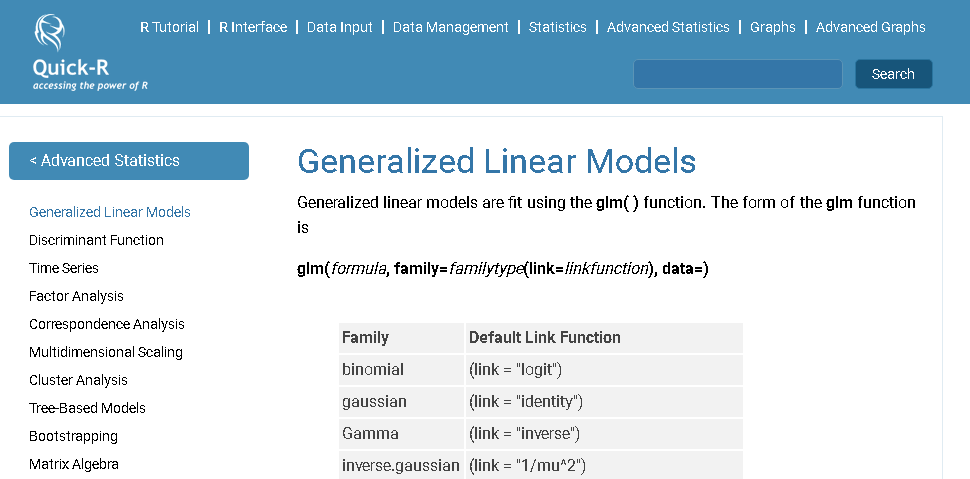 R Tutorial | R Interface | Data Input | Data Management | Statistics | Advanced Statistics | Graphs | Advanced Graphs
Quick-R
accessing the power of R
Search
< Advanced Statistics
Generalized Linear Models
Discriminant Function
Time Series
Factor Analysis
Correspondence Analysis
Multidimensional Scaling
Cluster Analysis
Tree-Based Models
Bootstrapping
Matrix Algebra
Generalized Linear Models
Generalized linear models are fit using the glm( ) function. The form of the glm function
is
glm(formula, family=familytype(link=linkfunction), data=)
Family Default Link Function
binomial (link = "logit")
gaussian (link = "identity")
Gamma (link = "inverse")
inverse.gaussian (link = "1/mu^2")